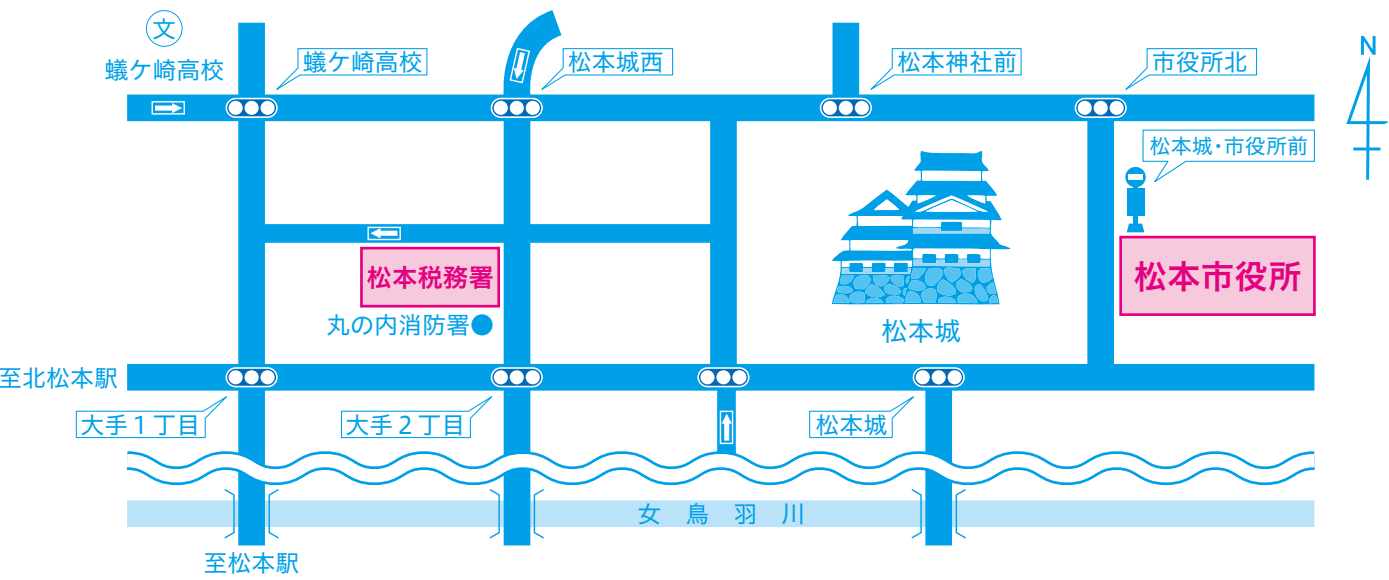 文
蟻ケ崎高校
蟻ケ崎高校
松本城西
松本神社前
市役所北
N
松本城・市役所前
松本税務署
松本市役所
丸の内消防署
松本城
至北松本駅
大手１丁目
大手２丁目
松本城
女鳥羽川
至松本駅